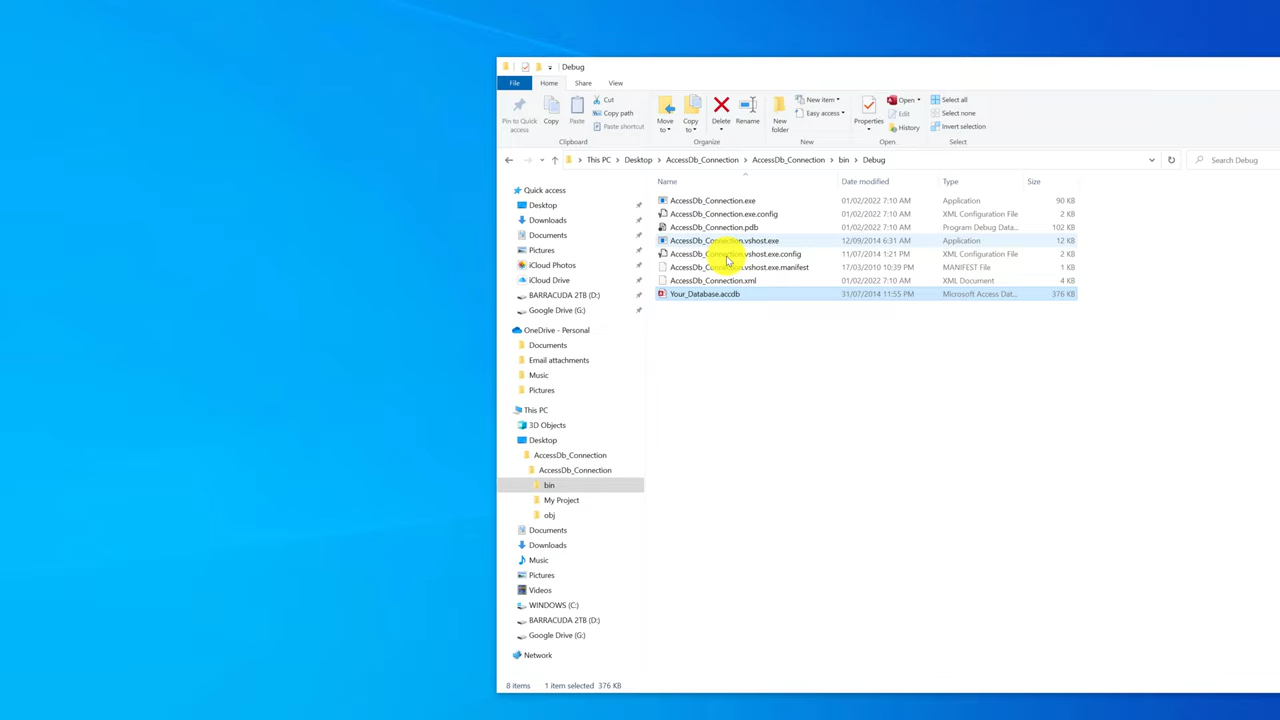 Debug
File Home Share View
Pin to Quick access
Copy
Paste
Cut
Copy path
Paste shortcut
Clipboard
Move to
Copy to
Delete
Rename
Organize
New folder
New item
Easy access
New
Properties
Open
Edit
History
Open
Select all
Select none
Invert selection
Select
This PC Desktop AccessDb_Connection AccessDb_Connection bin Debug
Search Debug
Name Date modified Type Size
AccessDb_Connection.exe 01/02/2022 7:10 AM Application 90 KB
AccessDb_Connection.exe.config 01/02/2022 7:10 AM XML Configuration File 2 KB
AccessDb_Connection.pdb 01/02/2022 7:10 AM Program Debug Data... 102 KB
AccessDb_Connection.vshost.exe 12/09/2014 6:31 AM Application 12 KB
AccessDb_Connection.vshost.exe.config 11/07/2014 1:21 PM XML Configuration File 2 KB
AccessDb_Connection.vshost.exe.manifest 17/03/2010 10:39 PM MANIFEST File 1 KB
AccessDb_Connection.xml 01/02/2022 7:10 AM XML Document 4 KB
Your_Database.accdb 31/07/2014 11:55 PM Microsoft Access Dat... 376 KB
Quick access
Desktop
Downloads
Documents
Pictures
iCloud Photos
iCloud Drive
BARRACUDA 2TB (D:)
Google Drive (G:)
OneDrive - Personal
Documents
Email attachments
Music
Pictures
This PC
3D Objects
Desktop
AccessDb_Connection
AccessDb_Connection
bin
My Project
obj
Documents
Downloads
Music
Pictures
Videos
WINDOWS (C:)
BARRACUDA 2TB (D:)
Google Drive (G:)
Network
8 items 1 item selected 376 KB